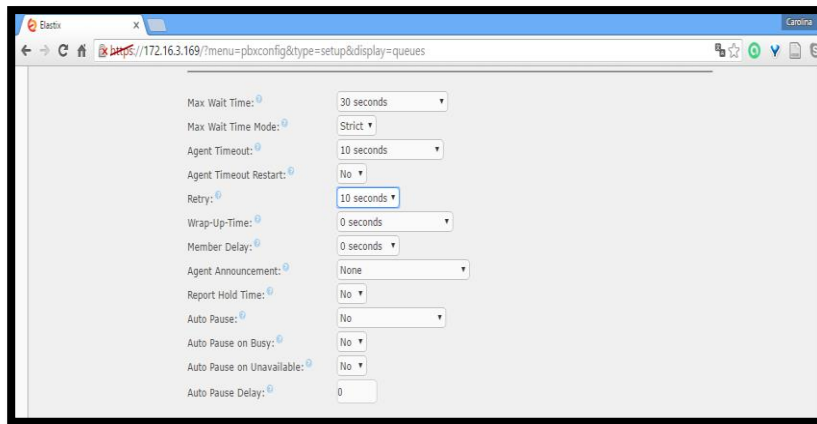 Elastix
Carolina
https://172.16.3.169/?menu=pbxconfig&type=setup&display=queues
Max Wait Time: 30 seconds
Max Wait Time Mode: Strict
Agent Timeout: 10 seconds
Agent Timeout Restart: No
Retry: 10 seconds
Wrap-Up-Time: 0 seconds
Member Delay: 0 seconds
Agent Announcement: None
Report Hold Time: No
Auto Pause: No
Auto Pause on Busy: No
Auto Pause on Unavailable: No
Auto Pause Delay: 0